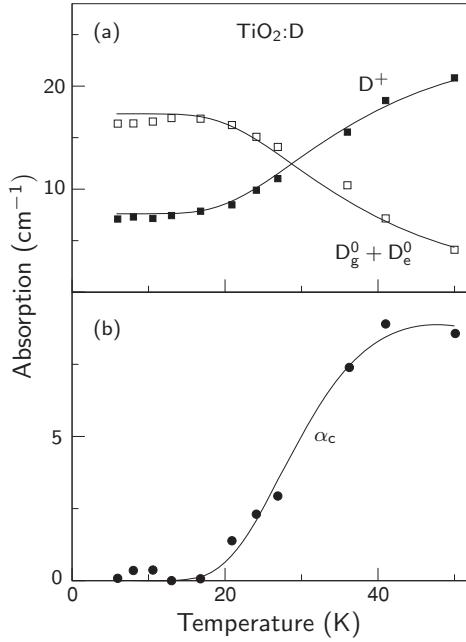 (a) TiO₂:D
D⁺
20
10
D⁰g + D⁰e
Absorption (cm⁻¹)
(b)
5
αc
0
0 20 40
Temperature (K)